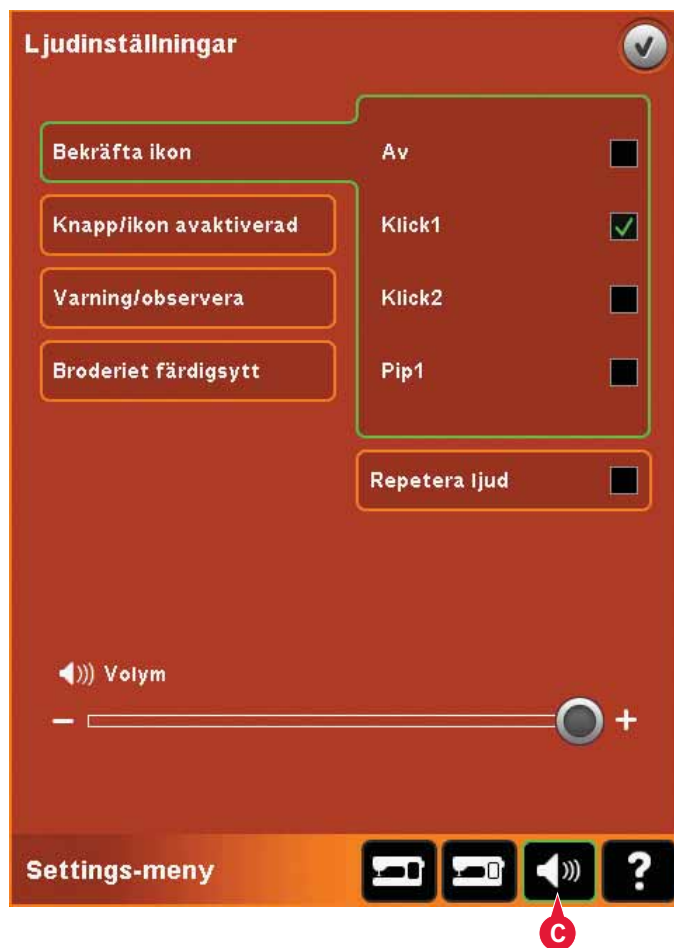 Ljudinställningar
Bekräfta ikon
Av
Knapp/ikon avaktiverad
Klick1
Varning/observera
Klick2
Broderiet färdigsytt
Pip1
Repetera ljud
Volym
− +
Settings-meny
?
C